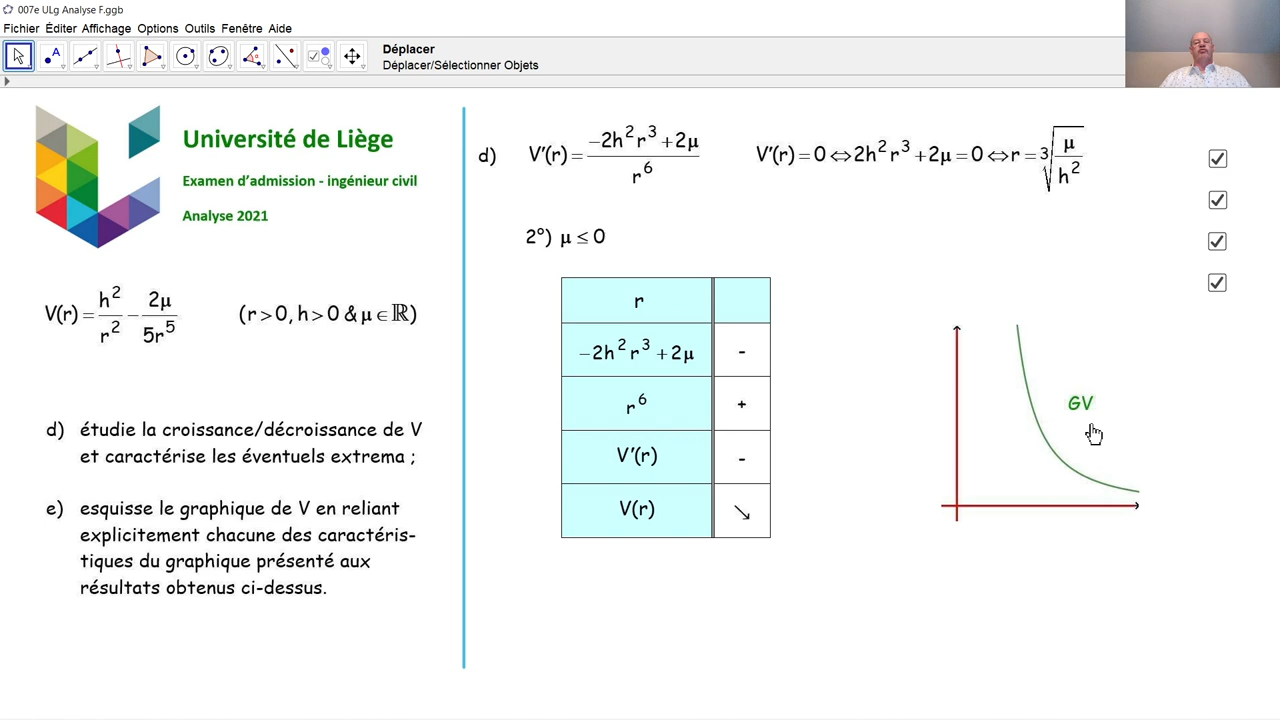 007e ULg Analyse F.ggb
Fichier Éditer Affichage Options Outils Fenêtre Aide
A
Déplacer
Déplacer/Sélectionner Objets
Université de Liège
Examen d'admission - ingénieur civil
Analyse 2021
V(r) = h²/r² − 2μ/5r⁵ (r > 0, h > 0 & μ ∈ ℝ)
d) étudie la croissance/décroissance de V
et caractérise les éventuels extrema ;
e) esquisse le graphique de V en reliant
explicitement chacune des caractéris-
tiques du graphique présenté aux
résultats obtenus ci-dessus.
d) V'(r) = (−2h²r³ + 2μ)/r⁶ V'(r) = 0 ⇔ 2h²r³ + 2μ = 0 ⇔ r = ∛(μ/h²)
2°) μ ≤ 0
r
−2h²r³ + 2μ -
r⁶ +
V'(r) -
V(r) ↘
GV